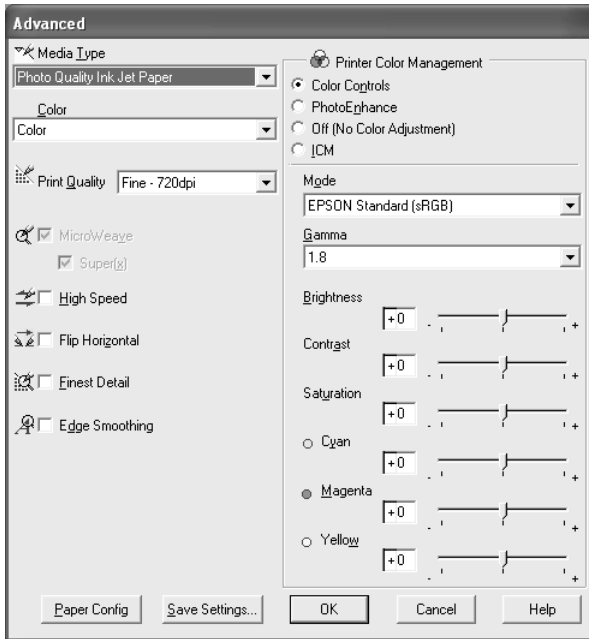 Advanced
Media Type
Photo Quality Ink Jet Paper
Color
Color
Print Quality
Fine - 720dpi
MicroWeave
Super(x)
High Speed
Flip Horizontal
Finest Detail
Edge Smoothing
Printer Color Management
Color Controls
PhotoEnhance
Off (No Color Adjustment)
ICM
Mode
EPSON Standard (sRGB)
Gamma
1.8
Brightness
+0
- +
Contrast
+0
- +
Saturation
+0
- +
Cyan
+0
- +
Magenta
+0
- +
Yellow
+0
- +
Paper Config
Save Settings...
OK
Cancel
Help